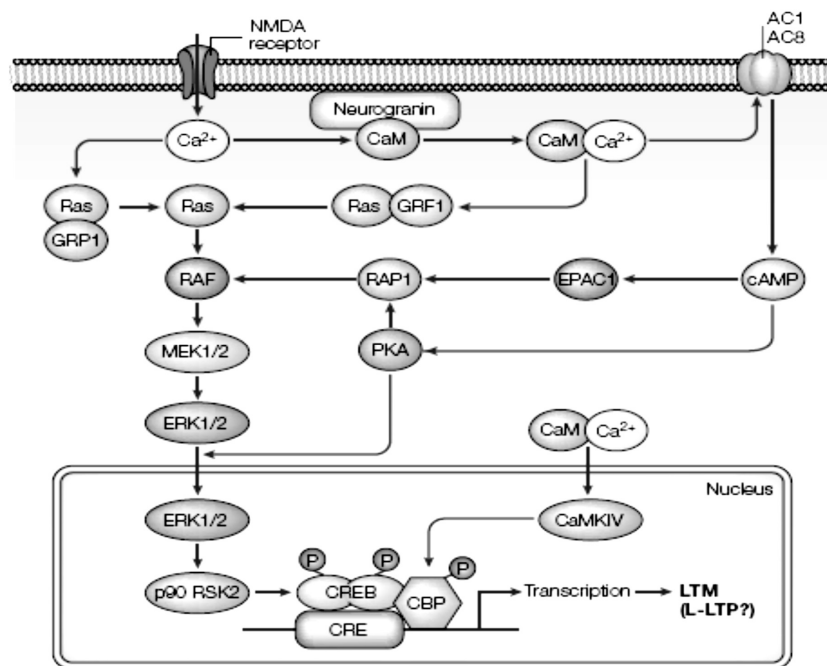 NMDA
receptor
AC1
AC8
Neurogranin
Ca2+
CaM
CaM
Ca2+
Ras
GRP1
Ras
Ras
GRF1
RAF
RAP1
EPAC1
cAMP
MEK1/2
PKA
ERK1/2
CaM
Ca2+
Nucleus
ERK1/2
CaMKIV
P
P
P
p90 RSK2
CREB
CBP
Transcription
LTM
(L-LTP?)
CRE